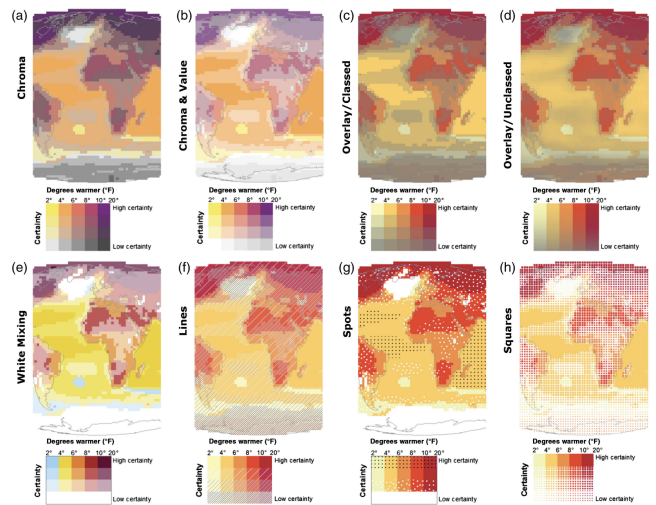 (a)
Chroma
Degrees warmer (°F)
2° 4° 6° 8° 10° 20°
Certainty
High certainty
Low certainty
(b)
Chroma & Value
Degrees warmer (°F)
2° 4° 6° 8° 10° 20°
Certainty
High certainty
Low certainty
(c)
Overlay/Classed
Degrees warmer (°F)
2° 4° 6° 8° 10° 20°
Certainty
High certainty
Low certainty
(d)
Overlay/Unclassed
Degrees warmer (°F)
2° 4° 6° 8° 10° 20°
Certainty
High certainty
Low certainty
(e)
White Mixing
Degrees warmer (°F)
2° 4° 6° 8° 10° 20°
Certainty
High certainty
Low certainty
(f)
Lines
Degrees warmer (°F)
2° 4° 6° 8° 10° 20°
Certainty
High certainty
Low certainty
(g)
Spots
Degrees warmer (°F)
2° 4° 6° 8° 10° 20°
Certainty
High certainty
Low certainty
(h)
Squares
Degrees warmer (°F)
2° 4° 6° 8° 10° 20°
Certainty
High certainty
Low certainty